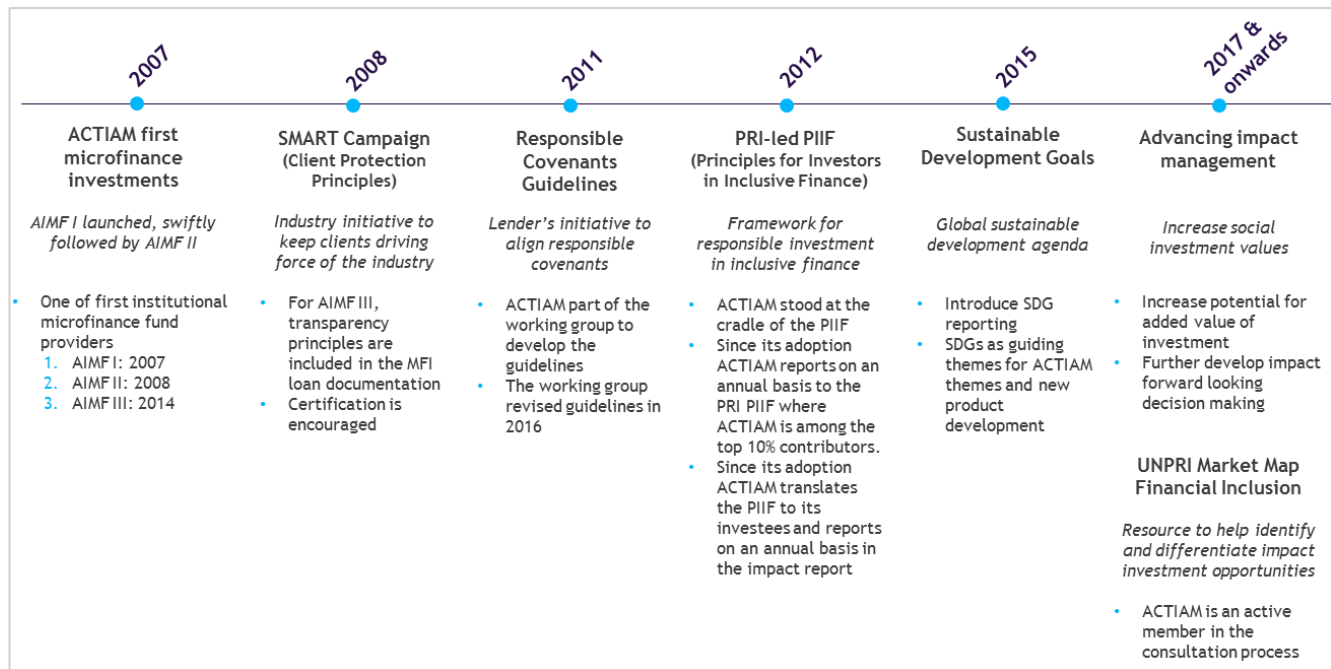 2007
ACTIAM first
microfinance
investments
AIMF I launched, swiftly
followed by AIMF II
• One of first institutional
microfinance fund
providers
1. AIMF I: 2007
2. AIMF II: 2008
3. AIMF III: 2014
2008
SMART Campaign
(Client Protection
Principles)
Industry initiative to
keep clients driving
force of the industry
• For AIMF III,
transparency
principles are
included in the MFI
loan documentation
• Certification is
encouraged
2011
Responsible
Covenants
Guidelines
Lender's initiative to
align responsible
covenants
• ACTIAM part of the
working group to
develop the
guidelines
• The working group
revised guidelines in
2016
2012
PRI-led PIIF
(Principles for Investors
in Inclusive Finance)
Framework for
responsible investment
in inclusive finance
• ACTIAM stood at the
cradle of the PIIF
• Since its adoption
ACTIAM reports on an
annual basis to the
PRI PIIF where
ACTIAM is among the
top 10% contributors.
• Since its adoption
ACTIAM translates
the PIIF to its
investees and reports
on an annual basis in
the impact report
2015
Sustainable
Development Goals
Global sustainable
development agenda
• Introduce SDG
reporting
• SDGs as guiding
themes for ACTIAM
themes and new
product
development
2017 &
onwards
Advancing impact
management
Increase social
investment values
• Increase potential for
added value of
investment
• Further develop impact
forward looking
decision making
UNPRI Market Map
Financial Inclusion
Resource to help identify
and differentiate impact
investment opportunities
• ACTIAM is an active
member in the
consultation process